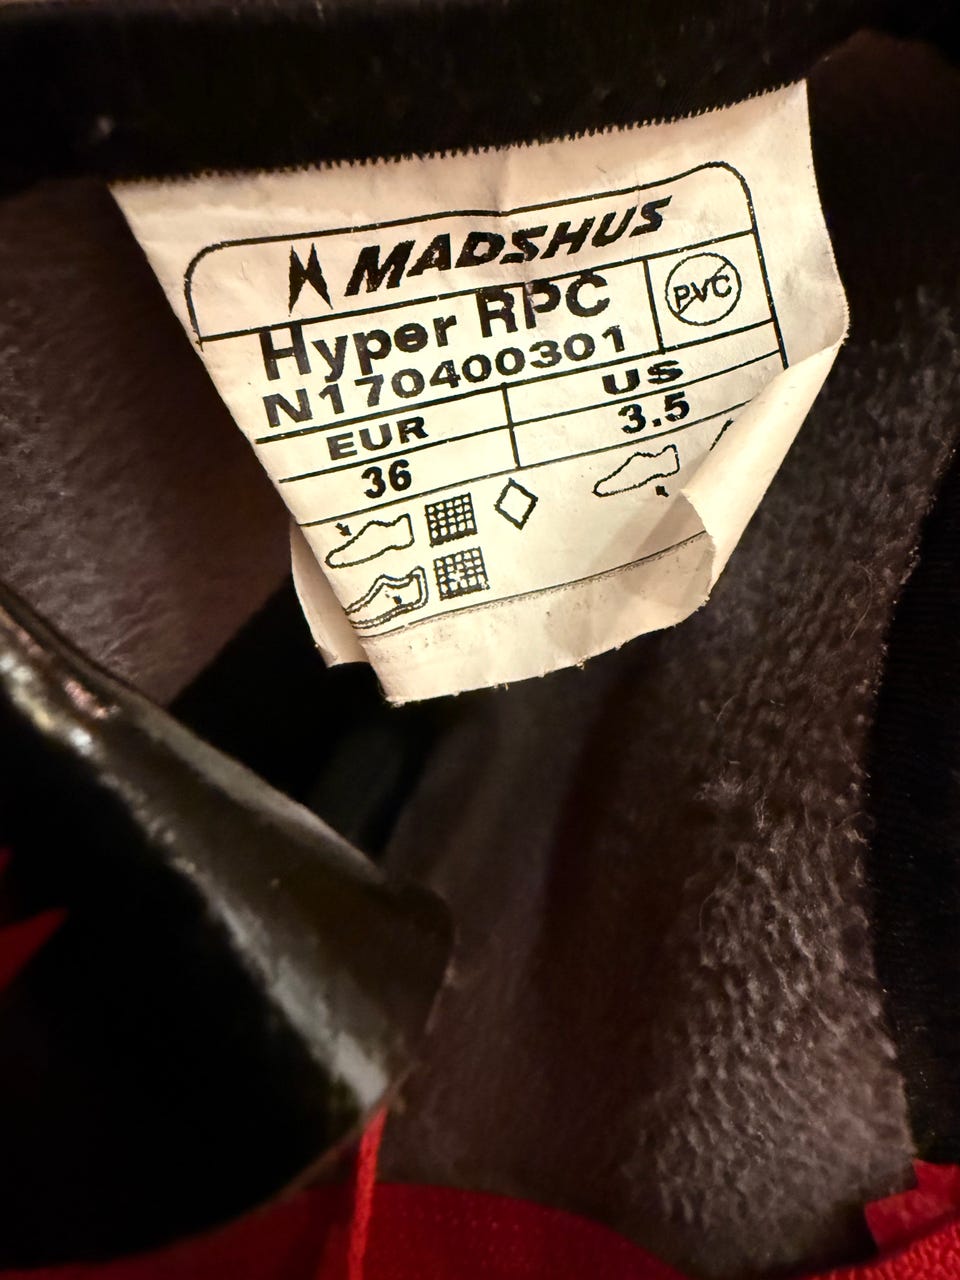 MADSHUS
Hyper RPC
PVC
N170400301
EUR
US
36
3.5